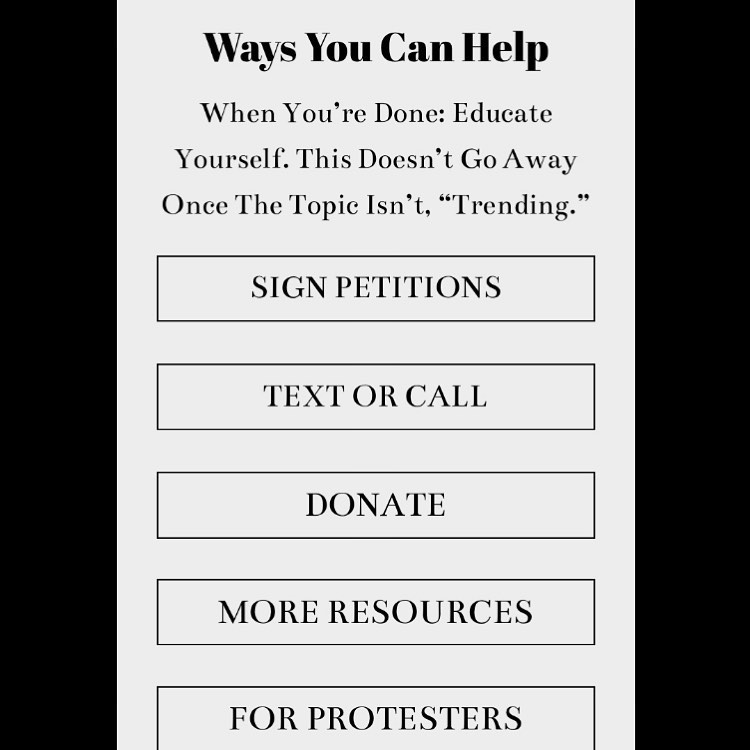 Ways You Can Help
When You’re Done: Educate
Yourself. This Doesn’t Go Away
Once The Topic Isn’t, “Trending.”
SIGN PETITIONS
TEXT OR CALL
DONATE
MORE RESOURCES
FOR PROTESTERS